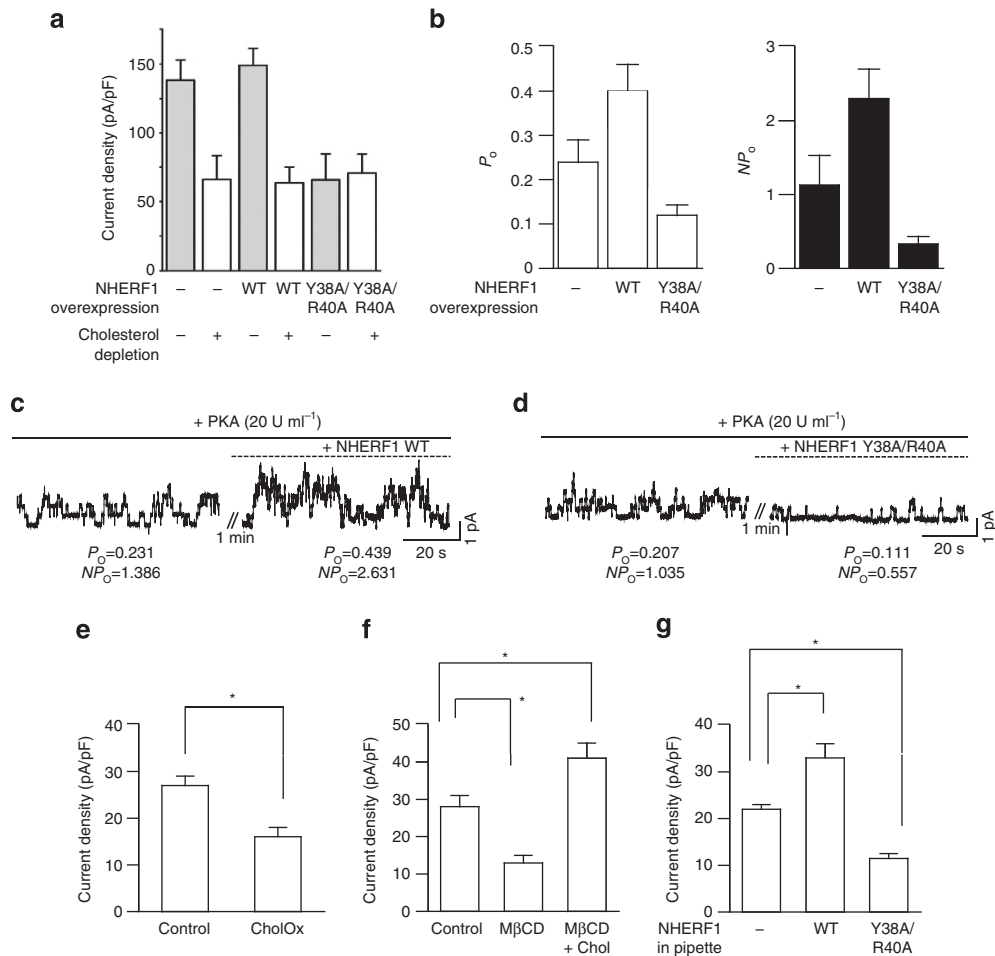 a
Current density (pA/pF)
150
100
50
0
NHERF1 overexpression
– – WT WT Y38A/R40A Y38A/R40A
Cholesterol depletion
– + – + – +
b
Po
0.5
0.4
0.3
0.2
0.1
0
NHERF1 overexpression
– WT Y38A/R40A
NPo
3
2
1
0
– WT Y38A/R40A
c
+ PKA (20 U ml⁻¹)
+ NHERF1 WT
1 min
1 pA
20 s
PO=0.231
NPO=1.386
PO=0.439
NPO=2.631
d
+ PKA (20 U ml⁻¹)
+ NHERF1 Y38A/R40A
1 min
1 pA
20 s
PO=0.207
NPO=1.035
PO=0.111
NPO=0.557
e
Current density (pA/pF)
40
30
20
10
0
*
Control CholOx
f
Current density (pA/pF)
50
40
30
20
10
0
*
*
Control MβCD MβCD + Chol
g
Current density (pA/pF)
40
30
20
10
0
*
*
NHERF1 in pipette
– WT Y38A/R40A